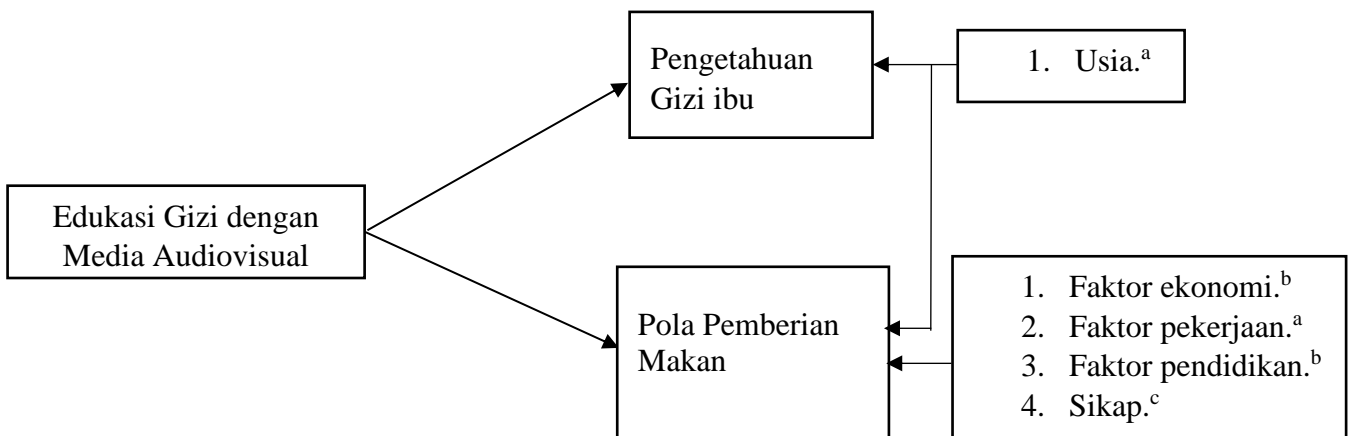 Pengetahuan
Gizi ibu
1. Usia.ᵃ
Edukasi Gizi dengan
Media Audiovisual
Pola Pemberian
Makan
1. Faktor ekonomi.ᵇ
2. Faktor pekerjaan.ᵃ
3. Faktor pendidikan.ᵇ
4. Sikap.ᶜ